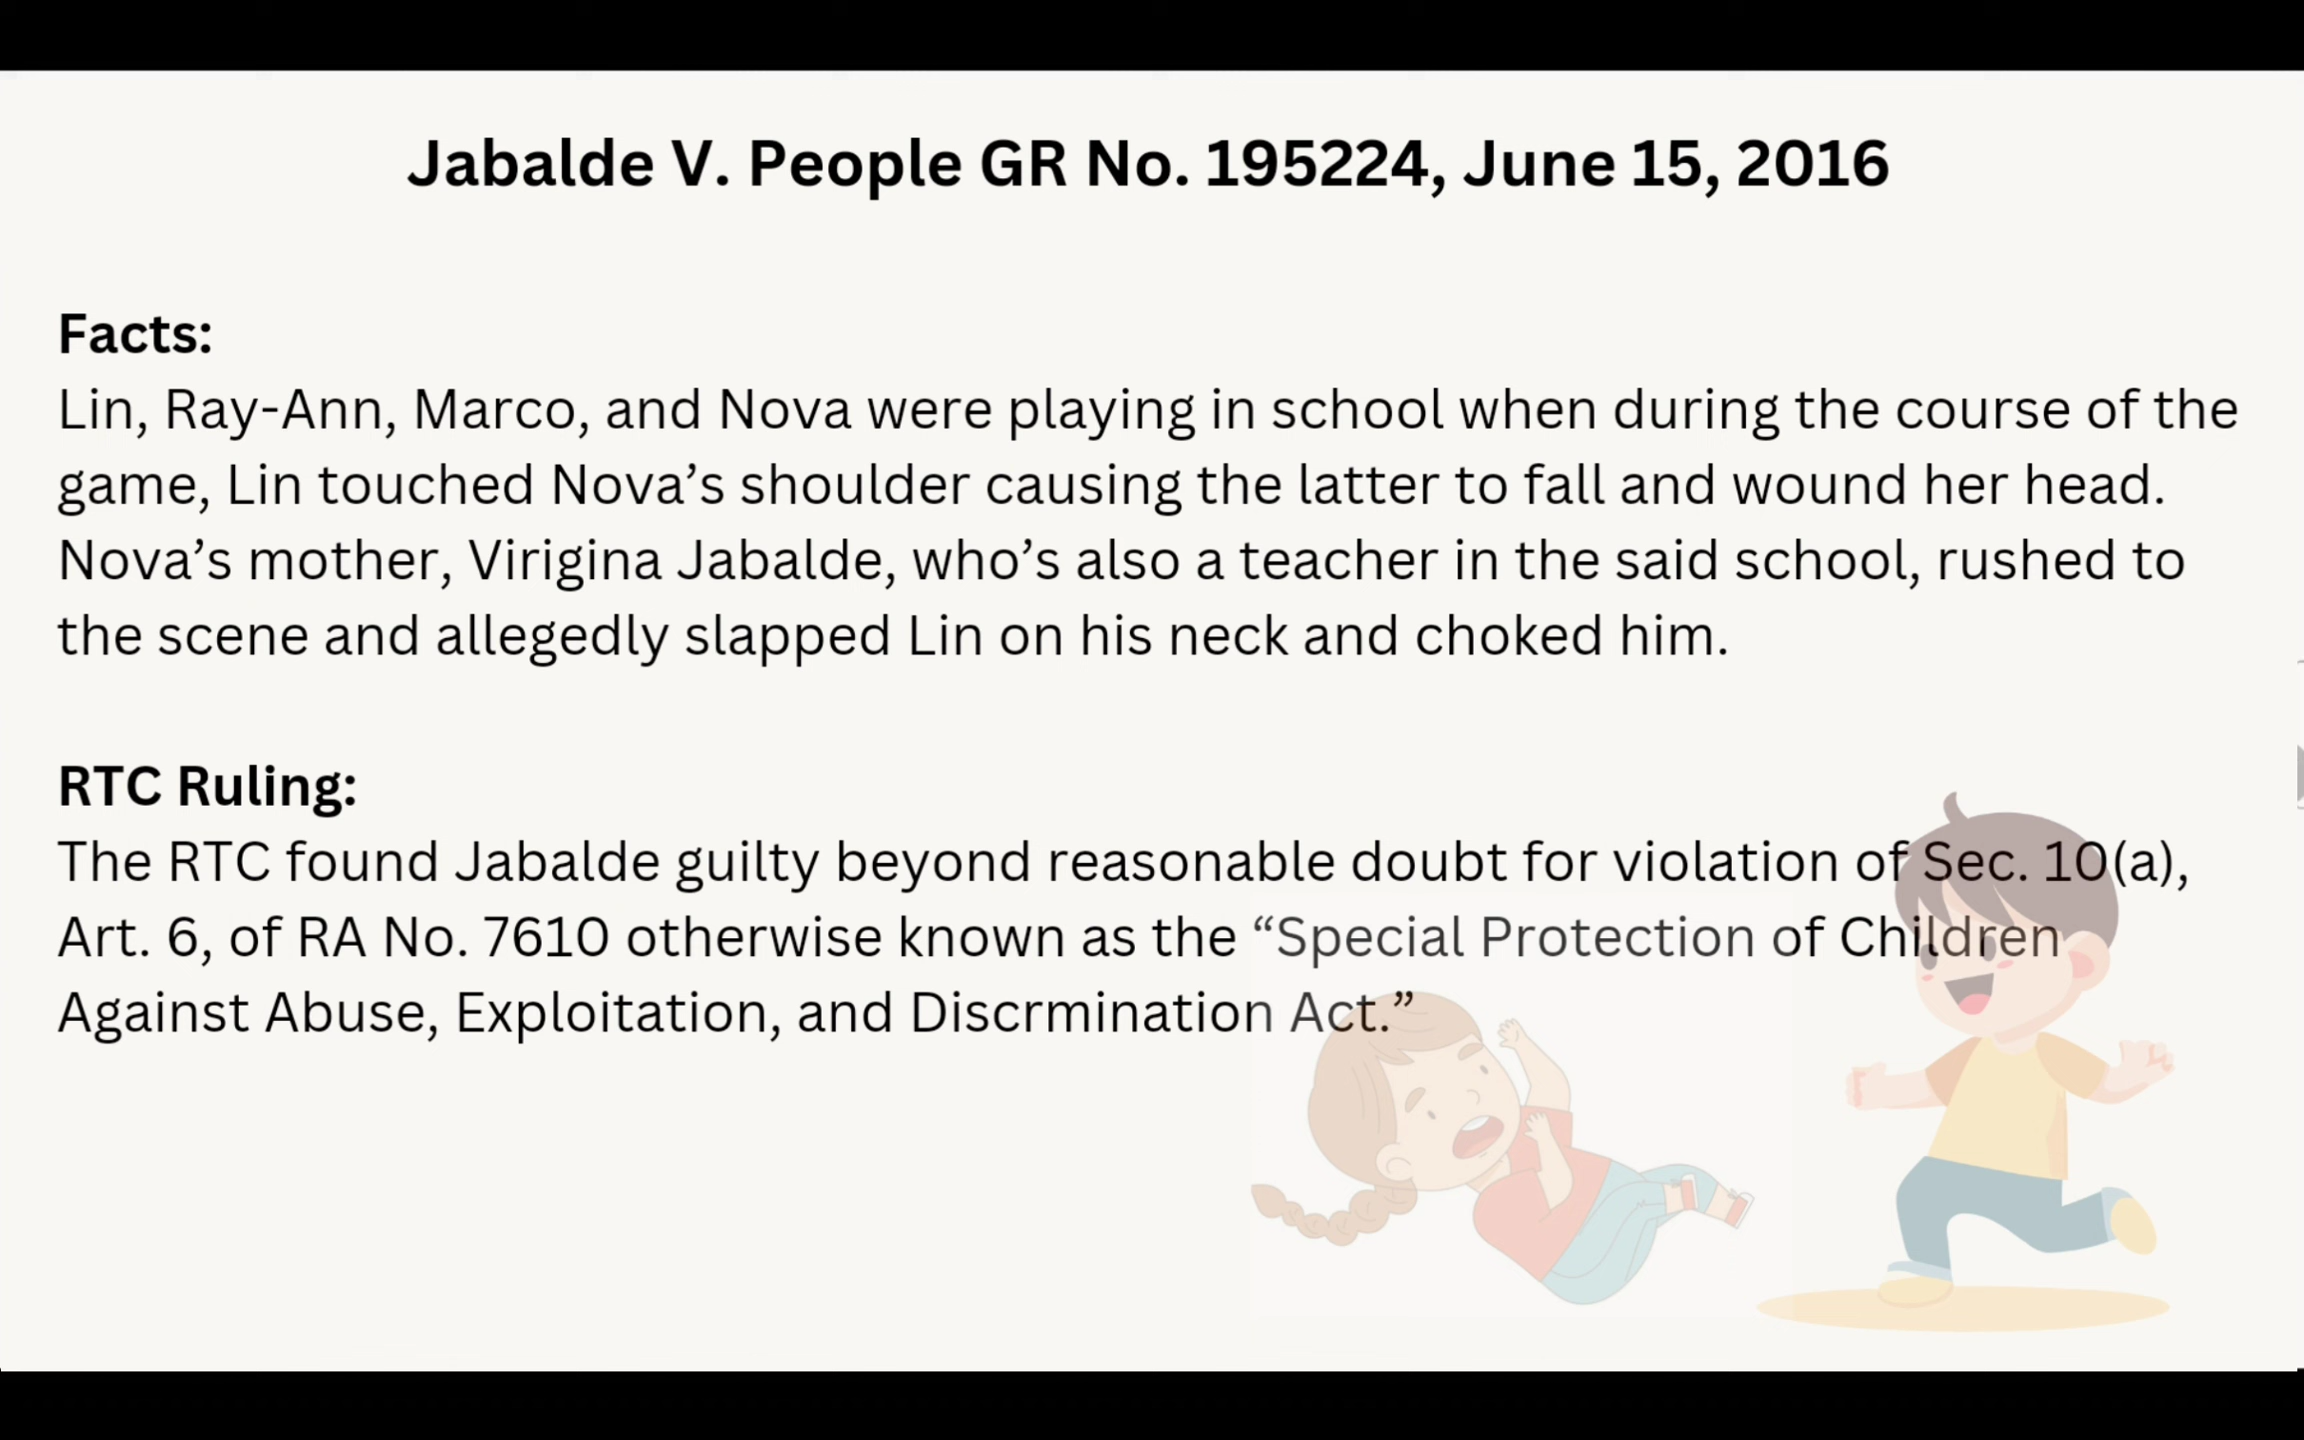 Jabalde V. People GR No. 195224, June 15, 2016
Facts:
Lin, Ray-Ann, Marco, and Nova were playing in school when during the course of the
game, Lin touched Nova’s shoulder causing the latter to fall and wound her head.
Nova’s mother, Virigina Jabalde, who’s also a teacher in the said school, rushed to
the scene and allegedly slapped Lin on his neck and choked him.
RTC Ruling:
The RTC found Jabalde guilty beyond reasonable doubt for violation of Sec. 10(a),
Art. 6, of RA No. 7610 otherwise known as the “Special Protection of Children
Against Abuse, Exploitation, and Discrmination Act.”